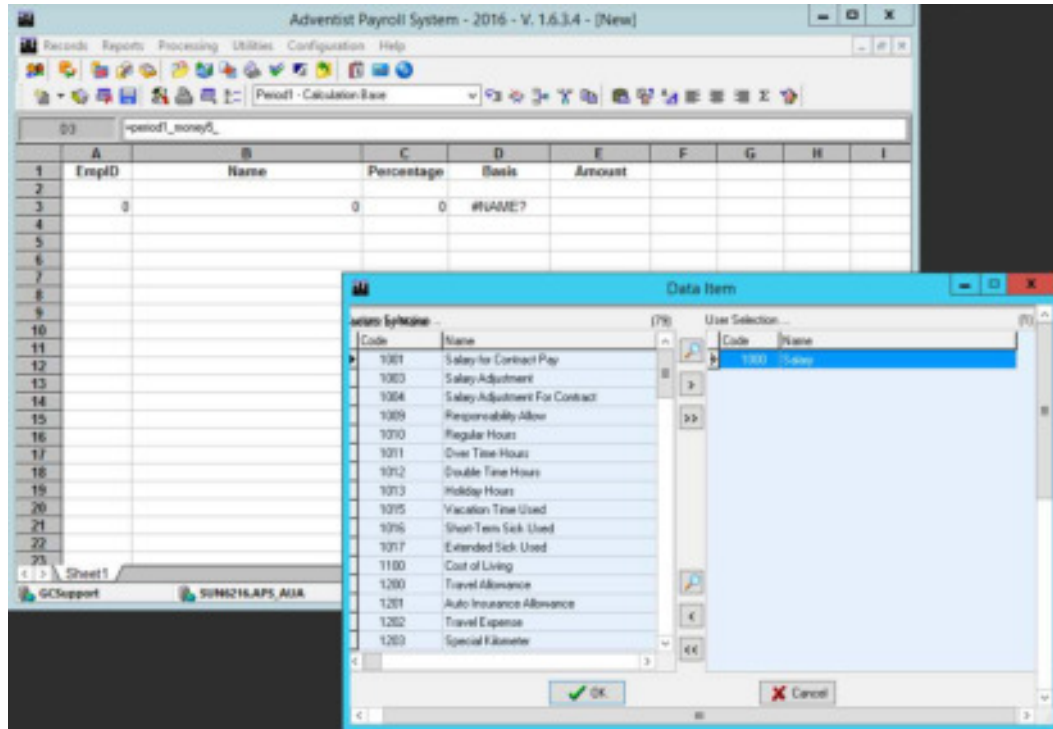 Adventist Payroll System - 2016 - V. 1.6.3.4 - [New]
Records Reports Processing Utilities Configuration Help
Period1 - Calculation Base
D3 =period1_money5_
A B C D E F G H I
1 EmpID Name Percentage Basis Amount
2
3 0 0 0 #NAME?
4
5
6
7
8
9
10
11
12
13
14
15
16
17
18
19
20
21
22
23
Sheet1
GCSupport SUN6216.APS_AUA
Data Item
(79) User Selection... (1)
Code Name Code Name
1001 Salary for Contract Pay 1000 Salary
1003 Salary Adjustment
1004 Salary Adjustment For Contract
1009 Responsability Allow
1010 Regular Hours
1011 Over Time Hours
1012 Double Time Hours
1013 Holiday Hours
1015 Vacation Time Used
1016 Short-Term Sick Used
1017 Extended Sick Used
1100 Cost of Living
1200 Travel Allowance
1201 Auto Insurance Allowance
1202 Travel Expense
1203 Special Kilometer
OK Cancel